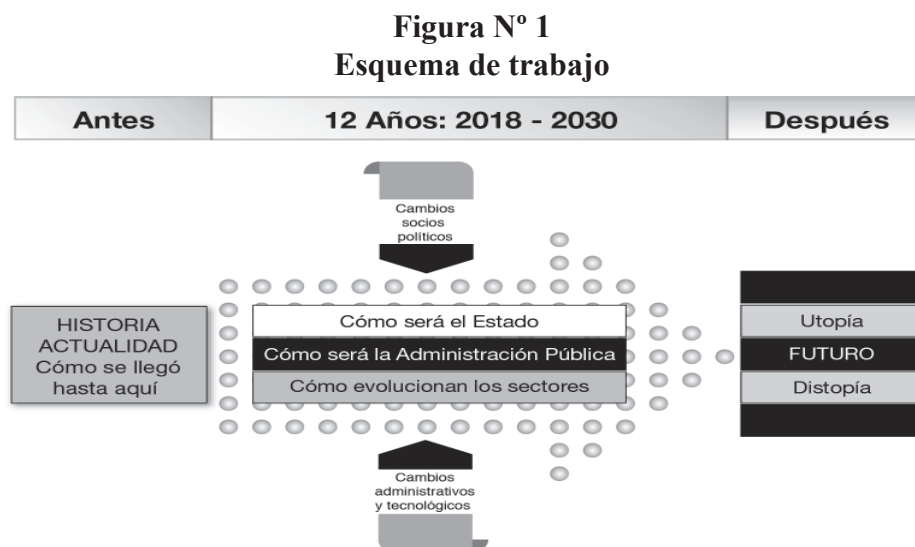 Figura Nº 1
Esquema de trabajo
Antes
12 Años: 2018 - 2030
Después
Cambios
socios
políticos
HISTORIA
ACTUALIDAD
Cómo se llegó
hasta aquí
Cómo será el Estado
Cómo será la Administración Pública
Cómo evolucionan los sectores
Utopía
FUTURO
Distopía
Cambios
administrativos
y tecnológicos